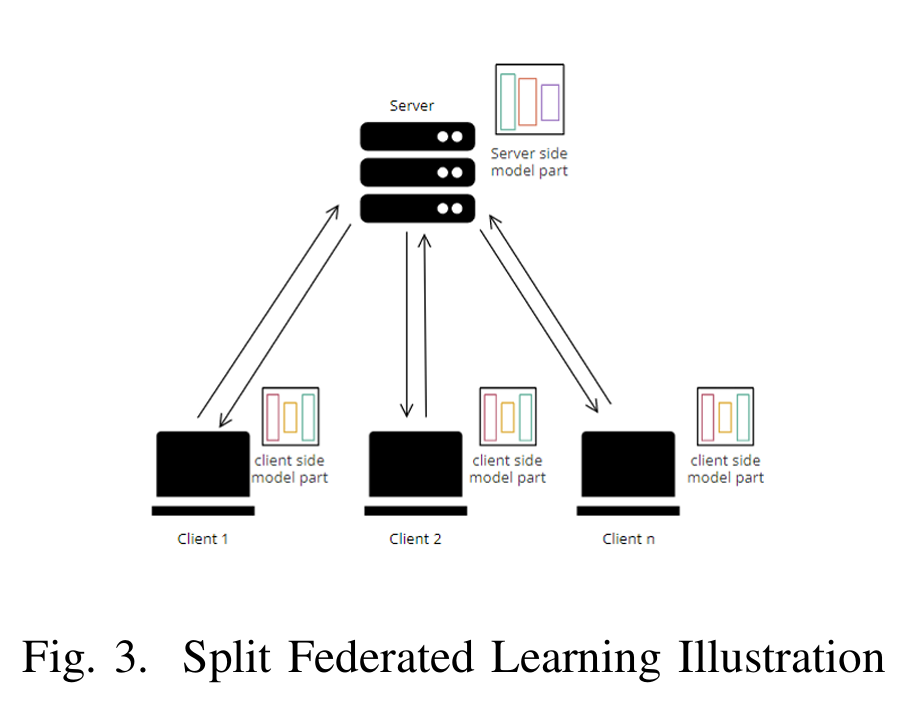 Server
Server side
model part
client side
model part
client side
model part
client side
model part
Client 1
Client 2
Client n
Fig. 3. Split Federated Learning Illustration